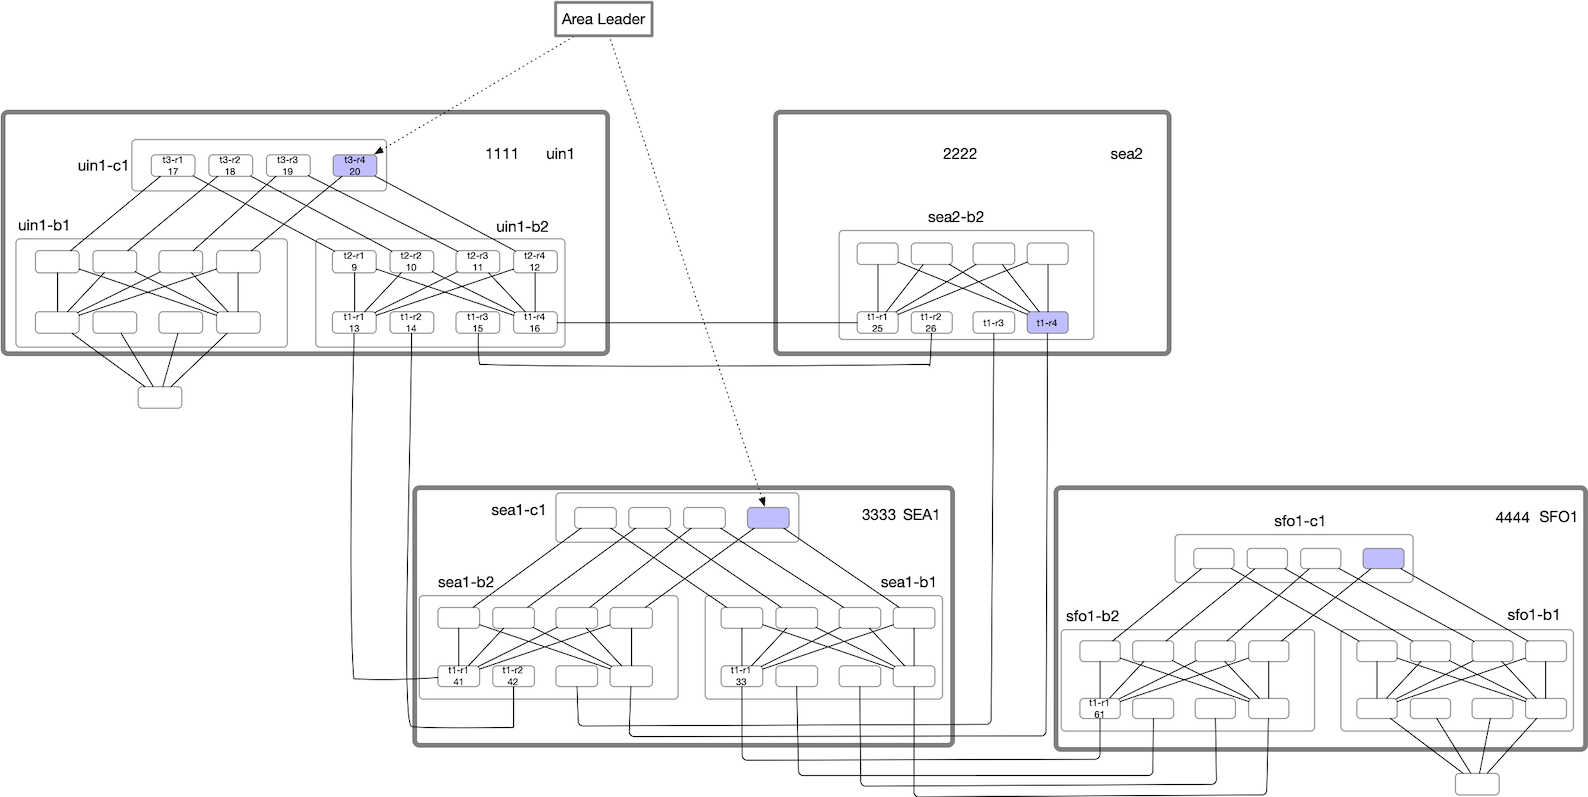 Area Leader
uin1-c1
t3-r1
17
t3-r2
18
t3-r3
19
t3-r4
20
1111
uin1
uin1-b1
uin1-b2
t2-r1
9
t2-r2
10
t2-r3
11
t2-r4
12
t1-r1
13
t1-r2
14
t1-r3
15
t1-r4
16
2222
sea2
sea2-b2
t1-r1
25
t1-r2
26
t1-r3
t1-r4
sea1-c1
3333 SEA1
sea1-b2
sea1-b1
t1-r1
41
t1-r2
42
t1-r1
33
sfo1-c1
4444 SFO1
sfo1-b2
sfo1-b1
t1-r1
61